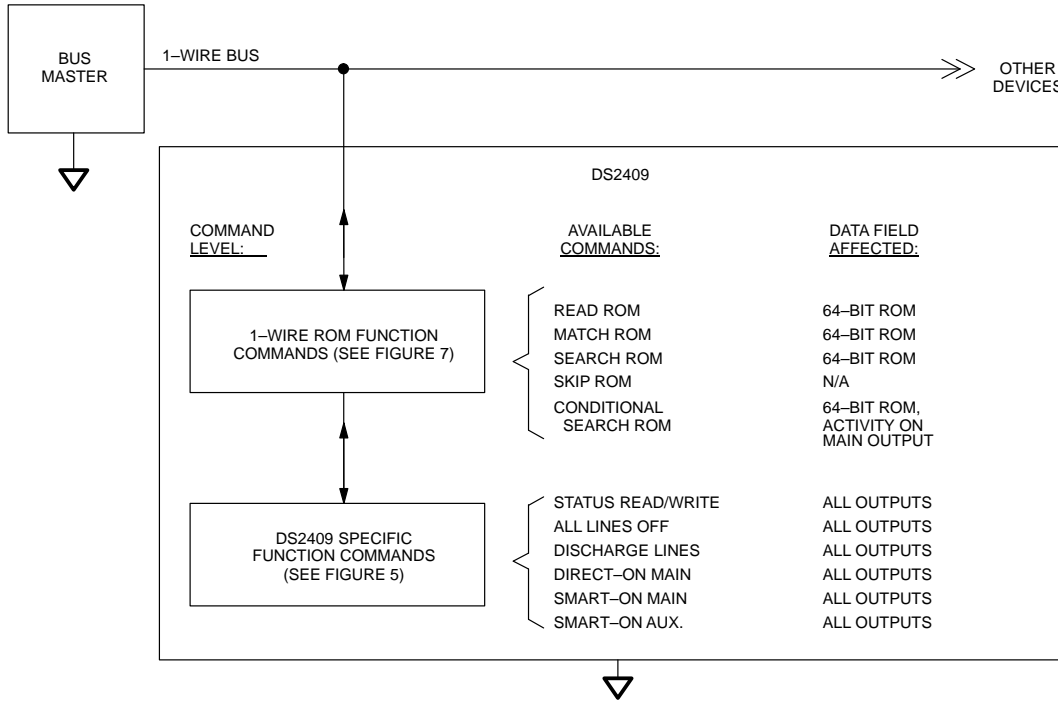 BUS
MASTER
1–WIRE BUS
OTHER
DEVICES
DS2409
COMMAND
LEVEL:
AVAILABLE
COMMANDS:
DATA FIELD
AFFECTED:
1–WIRE ROM FUNCTION
COMMANDS (SEE FIGURE 7)
READ ROM 64–BIT ROM
MATCH ROM 64–BIT ROM
SEARCH ROM 64–BIT ROM
SKIP ROM N/A
CONDITIONAL 64–BIT ROM,
SEARCH ROM ACTIVITY ON
MAIN OUTPUT
DS2409 SPECIFIC
FUNCTION COMMANDS
(SEE FIGURE 5)
STATUS READ/WRITE ALL OUTPUTS
ALL LINES OFF ALL OUTPUTS
DISCHARGE LINES ALL OUTPUTS
DIRECT–ON MAIN ALL OUTPUTS
SMART–ON MAIN ALL OUTPUTS
SMART–ON AUX. ALL OUTPUTS